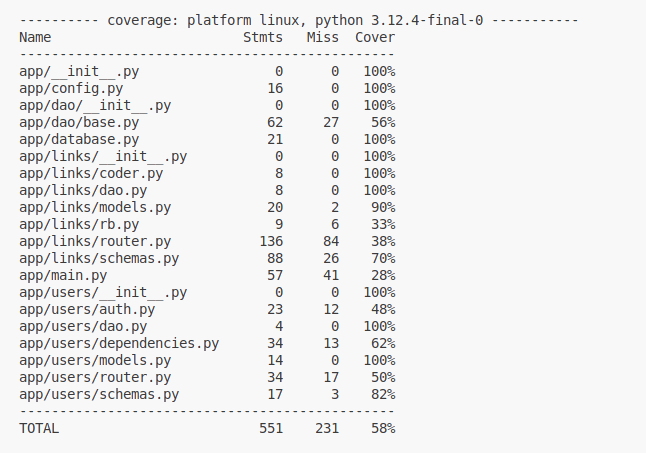 ---------- coverage: platform linux, python 3.12.4-final-0 -----------
Name                        Stmts   Miss  Cover
-----------------------------------------------
app/__init__.py                 0      0   100%
app/config.py                  16      0   100%
app/dao/__init__.py             0      0   100%
app/dao/base.py                62     27    56%
app/database.py                21      0   100%
app/links/__init__.py           0      0   100%
app/links/coder.py              8      0   100%
app/links/dao.py                8      0   100%
app/links/models.py            20      2    90%
app/links/rb.py                 9      6    33%
app/links/router.py           136     84    38%
app/links/schemas.py           88     26    70%
app/main.py                    57     41    28%
app/users/__init__.py           0      0   100%
app/users/auth.py              23     12    48%
app/users/dao.py                4      0   100%
app/users/dependencies.py      34     13    62%
app/users/models.py            14      0   100%
app/users/router.py            34     17    50%
app/users/schemas.py           17      3    82%
-----------------------------------------------
TOTAL                         551    231    58%